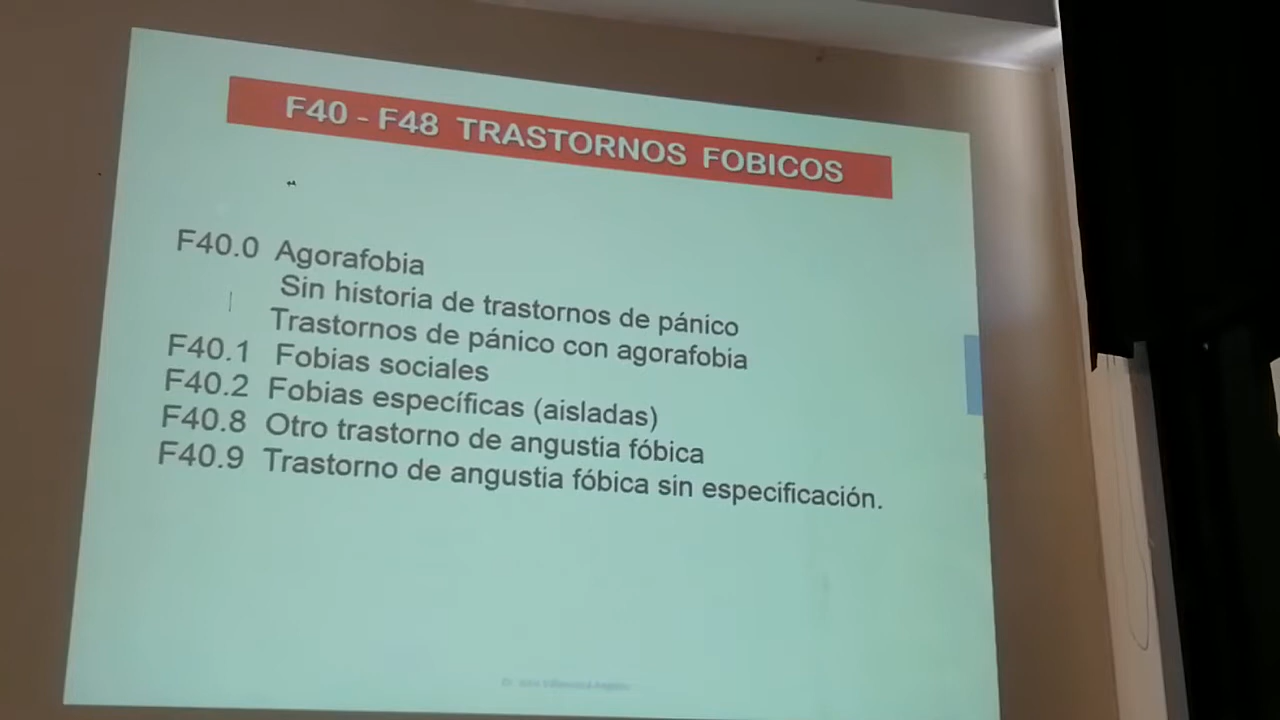 F40 - F48 TRASTORNOS FOBICOS
F40.0 Agorafobia
Sin historia de trastornos de pánico
Trastornos de pánico con agorafobia
F40.1 Fobias sociales
F40.2 Fobias específicas (aisladas)
F40.8 Otro trastorno de angustia fóbica
F40.9 Trastorno de angustia fóbica sin especificación.